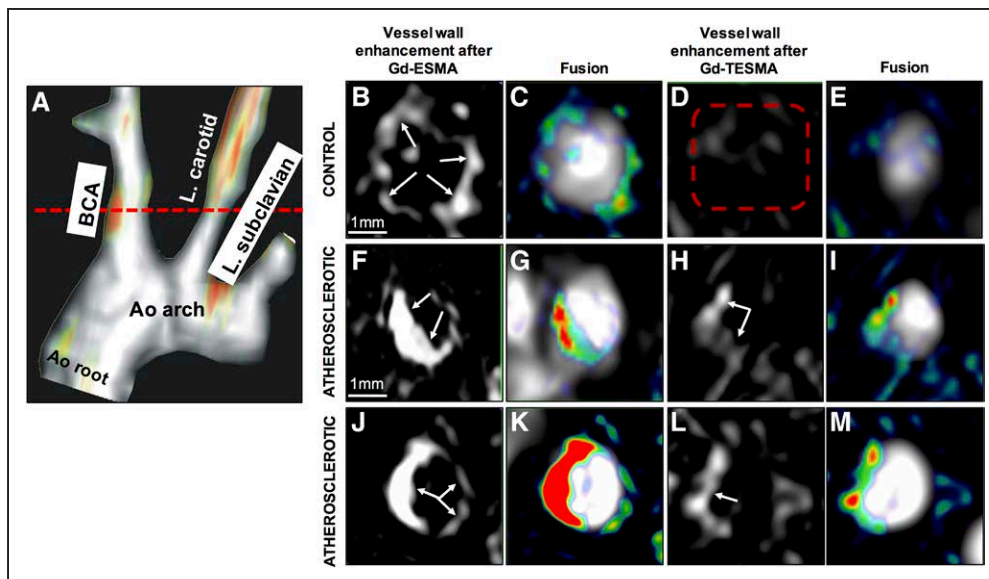 Vessel wall
enhancement after
Gd-ESMA
Fusion
Vessel wall
enhancement after
Gd-TESMA
Fusion
A
BCA
L. carotid
L. subclavian
Ao arch
Ao root
CONTROL
B
1mm
C
D
E
ATHEROSCLEROTIC
F
1mm
G
H
I
ATHEROSCLEROTIC
J
K
L
M